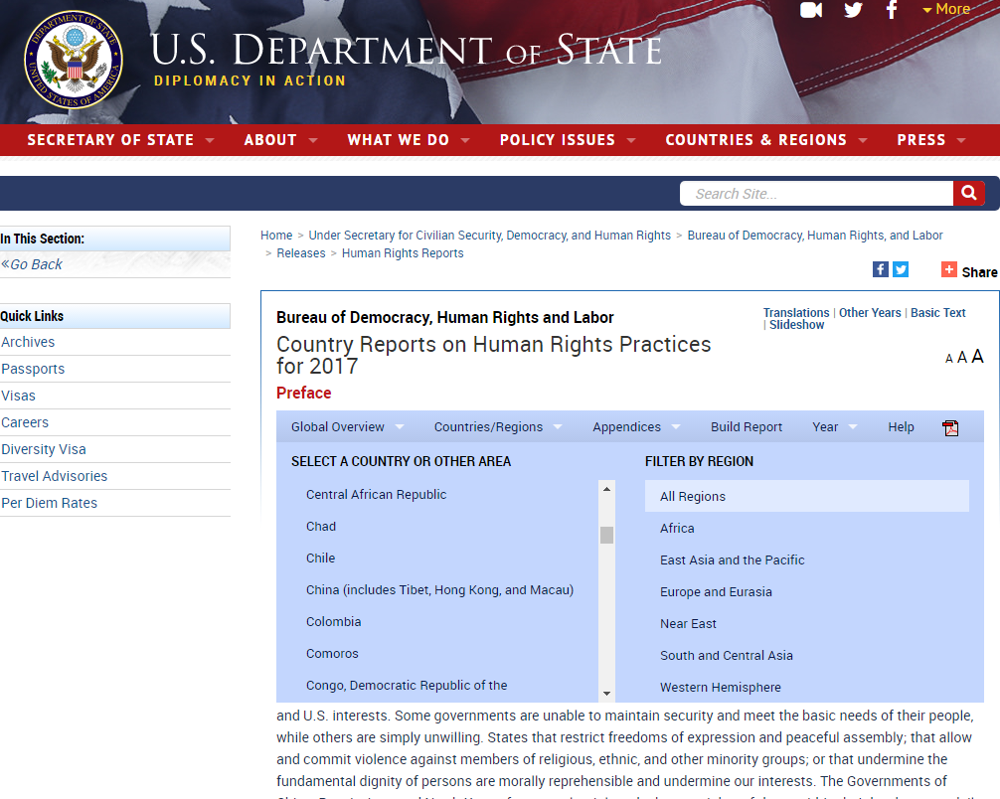 More
U.S. DEPARTMENT OF STATE
DIPLOMACY IN ACTION
DEPARTMENT OF STATE
UNITED STATES OF AMERICA
SECRETARY OF STATE ABOUT WHAT WE DO POLICY ISSUES COUNTRIES & REGIONS PRESS
Search Site...
In This Section:
«Go Back
Quick Links
Archives
Passports
Visas
Careers
Diversity Visa
Travel Advisories
Per Diem Rates
Home > Under Secretary for Civilian Security, Democracy, and Human Rights > Bureau of Democracy, Human Rights, and Labor
> Releases > Human Rights Reports
Share
Bureau of Democracy, Human Rights and Labor
Translations | Other Years | Basic Text
| Slideshow
A A A
Country Reports on Human Rights Practices
for 2017
Preface
Global Overview Countries/Regions Appendices Build Report Year Help
SELECT A COUNTRY OR OTHER AREA
Central African Republic
Chad
Chile
China (includes Tibet, Hong Kong, and Macau)
Colombia
Comoros
Congo, Democratic Republic of the
FILTER BY REGION
All Regions
Africa
East Asia and the Pacific
Europe and Eurasia
Near East
South and Central Asia
Western Hemisphere
and U.S. interests. Some governments are unable to maintain security and meet the basic needs of their people,
while others are simply unwilling. States that restrict freedoms of expression and peaceful assembly; that allow
and commit violence against members of religious, ethnic, and other minority groups; or that undermine the
fundamental dignity of persons are morally reprehensible and undermine our interests. The Governments of